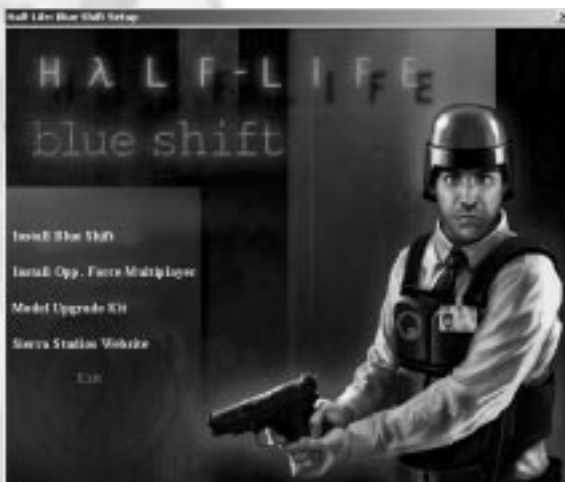 Half-Life: Blue Shift Setup
HλLF-LIFE
blue shift
Install Blue Shift
Install Opp. Force Multiplayer
Model Upgrade Kit
Sierra Studios Website
Exit